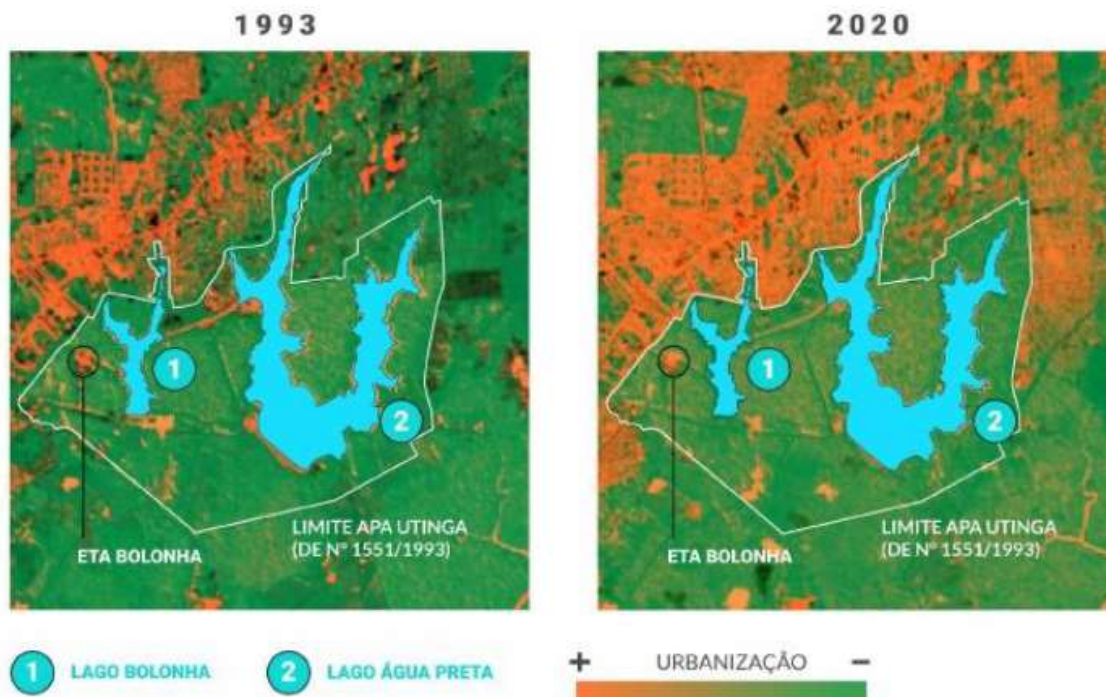 1993
2020
1
2
ETA BOLONHA
LIMITE APA UTINGA
(DE Nº 1551/1993)
1
2
ETA BOLONHA
LIMITE APA UTINGA
(DE Nº 1551/1993)
1 LAGO BOLONHA
2 LAGO ÁGUA PRETA
+ URBANIZAÇÃO −